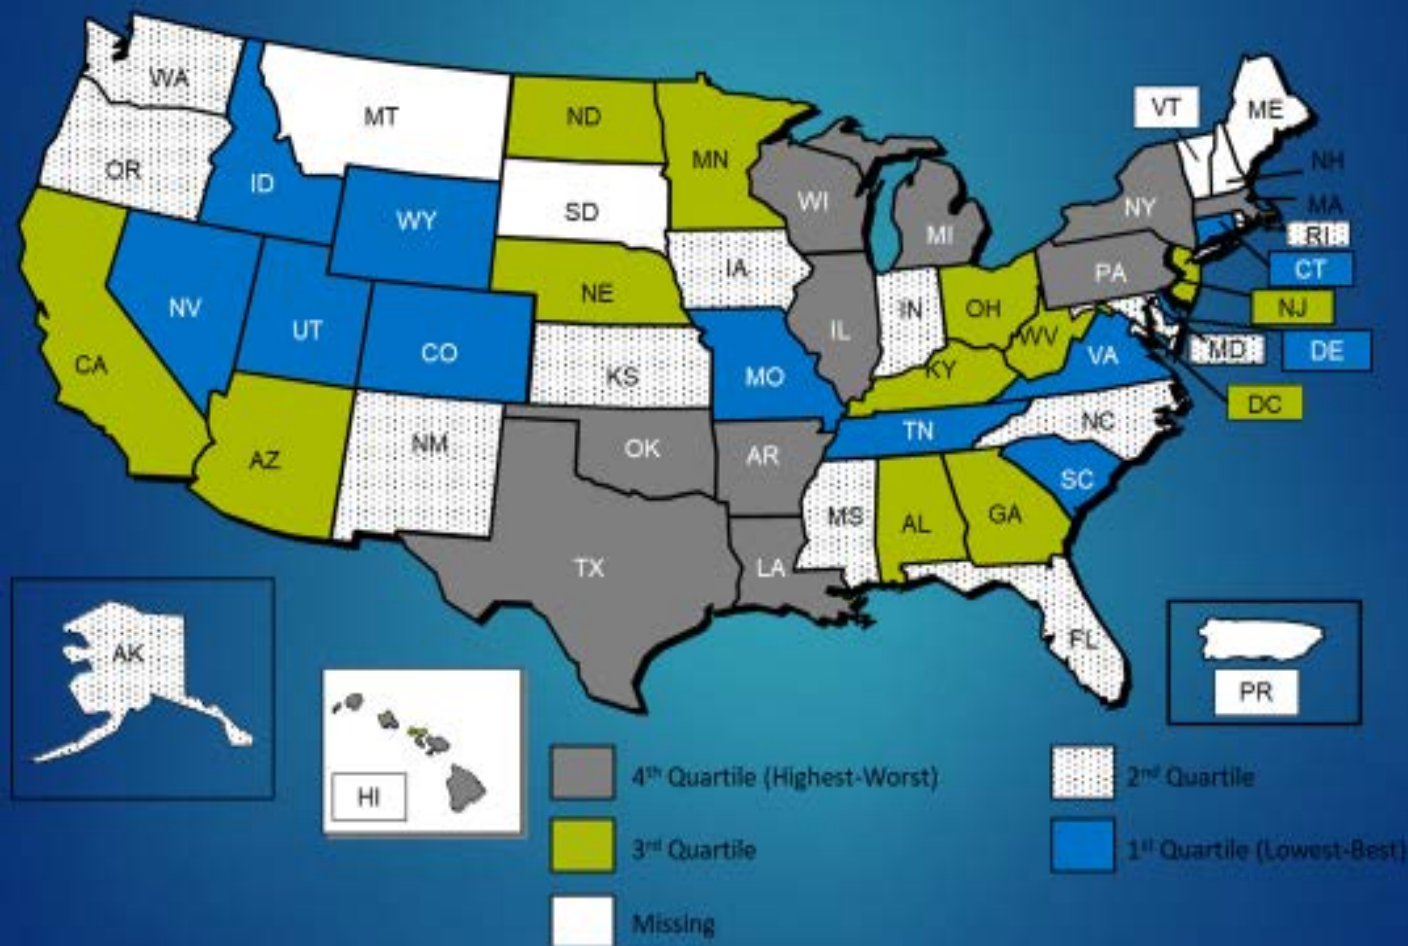 WA
MT
ND
MN
VT
ME
OR
ID
WY
SD
WI
MI
NY
NH
MA
RI
IA
PA
CT
NV
UT
CO
NE
IL
IN
OH
WV
NJ
CA
KS
MO
KY
VA
MD
DE
DC
AZ
NM
OK
AR
TN
NC
SC
TX
LA
MS
AL
GA
AK
FL
PR
HI
4th Quartile (Highest-Worst)
2nd Quartile
3rd Quartile
1st Quartile (Lowest-Best)
Missing